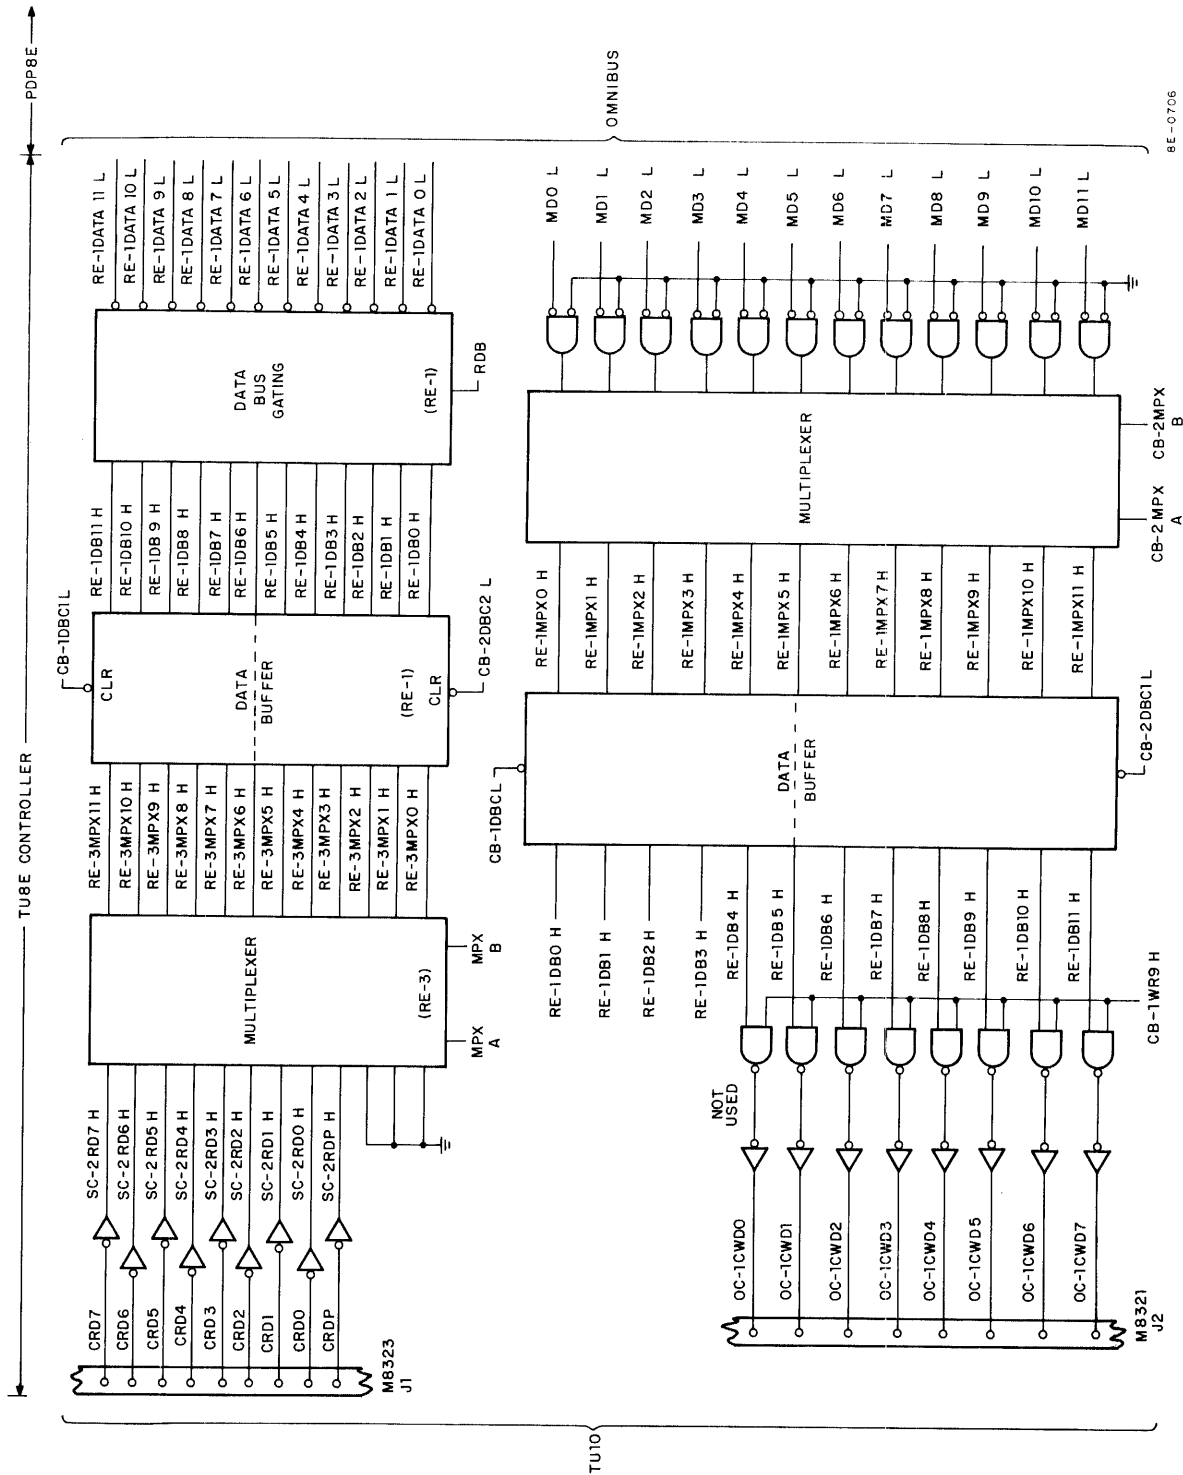 TU8E CONTROLLER
PDP8E
CRD7
CRD6
CRD5
CRD4
CRD3
CRD2
CRD1
CRD0
CRDP
M8323
J1
SC-2RD7 H
SC-2RD6 H
SC-2RD5 H
SC-2RD4 H
SC-2RD3 H
SC-2RD2 H
SC-2RD1 H
SC-2RD0 H
SC-2RDP H
MULTIPLEXER
(RE-3)
MPX
A
MPX
B
RE-3MPX11 H
RE-3MPX10 H
RE-3MPX9 H
RE-3MPX8 H
RE-3MPX7 H
RE-3MPX6 H
RE-3MPX5 H
RE-3MPX4 H
RE-3MPX3 H
RE-3MPX2 H
RE-3MPX1 H
RE-3MPX0 H
CB-1DBC1 L
CLR
DATA
BUFFER
(RE-1)
CLR
CB-2DBC2 L
RE-1DB11 H
RE-1DB10 H
RE-1DB9 H
RE-1DB8 H
RE-1DB7 H
RE-1DB6 H
RE-1DB5 H
RE-1DB4 H
RE-1DB3 H
RE-1DB2 H
RE-1DB1 H
RE-1DB0 H
DATA
BUS
GATING
(RE-1)
RDB
RE-1DATA 11 L
RE-1DATA 10 L
RE-1DATA 9 L
RE-1DATA 8 L
RE-1DATA 7 L
RE-1DATA 6 L
RE-1DATA 5 L
RE-1DATA 4 L
RE-1DATA 3 L
RE-1DATA 2 L
RE-1DATA 1 L
RE-1DATA 0 L
TU10
OMNIBUS
OC-1CWD0
OC-1CWD1
OC-1CWD2
OC-1CWD3
OC-1CWD4
OC-1CWD5
OC-1CWD6
OC-1CWD7
M8321
J2
NOT
USED
RE-1DB0 H
RE-1DB1 H
RE-1DB2 H
RE-1DB3 H
RE-1DB4 H
RE-1DB5 H
RE-1DB6 H
RE-1DB7 H
RE-1DB8 H
RE-1DB9 H
RE-1DB10 H
RE-1DB11 H
CB-1WR9 H
CB-1DBCL
DATA
BUFFER
CB-2DBC1 L
RE-1MPX0 H
RE-1MPX1 H
RE-1MPX2 H
RE-1MPX3 H
RE-1MPX4 H
RE-1MPX5 H
RE-1MPX6 H
RE-1MPX7 H
RE-1MPX8 H
RE-1MPX9 H
RE-1MPX10 H
RE-1MPX11 H
MULTIPLEXER
CB-2 MPX
A
CB-2MPX
B
MD0 L
MD1 L
MD2 L
MD3 L
MD4 L
MD5 L
MD6 L
MD7 L
MD8 L
MD9 L
MD10 L
MD11 L
8E-0706